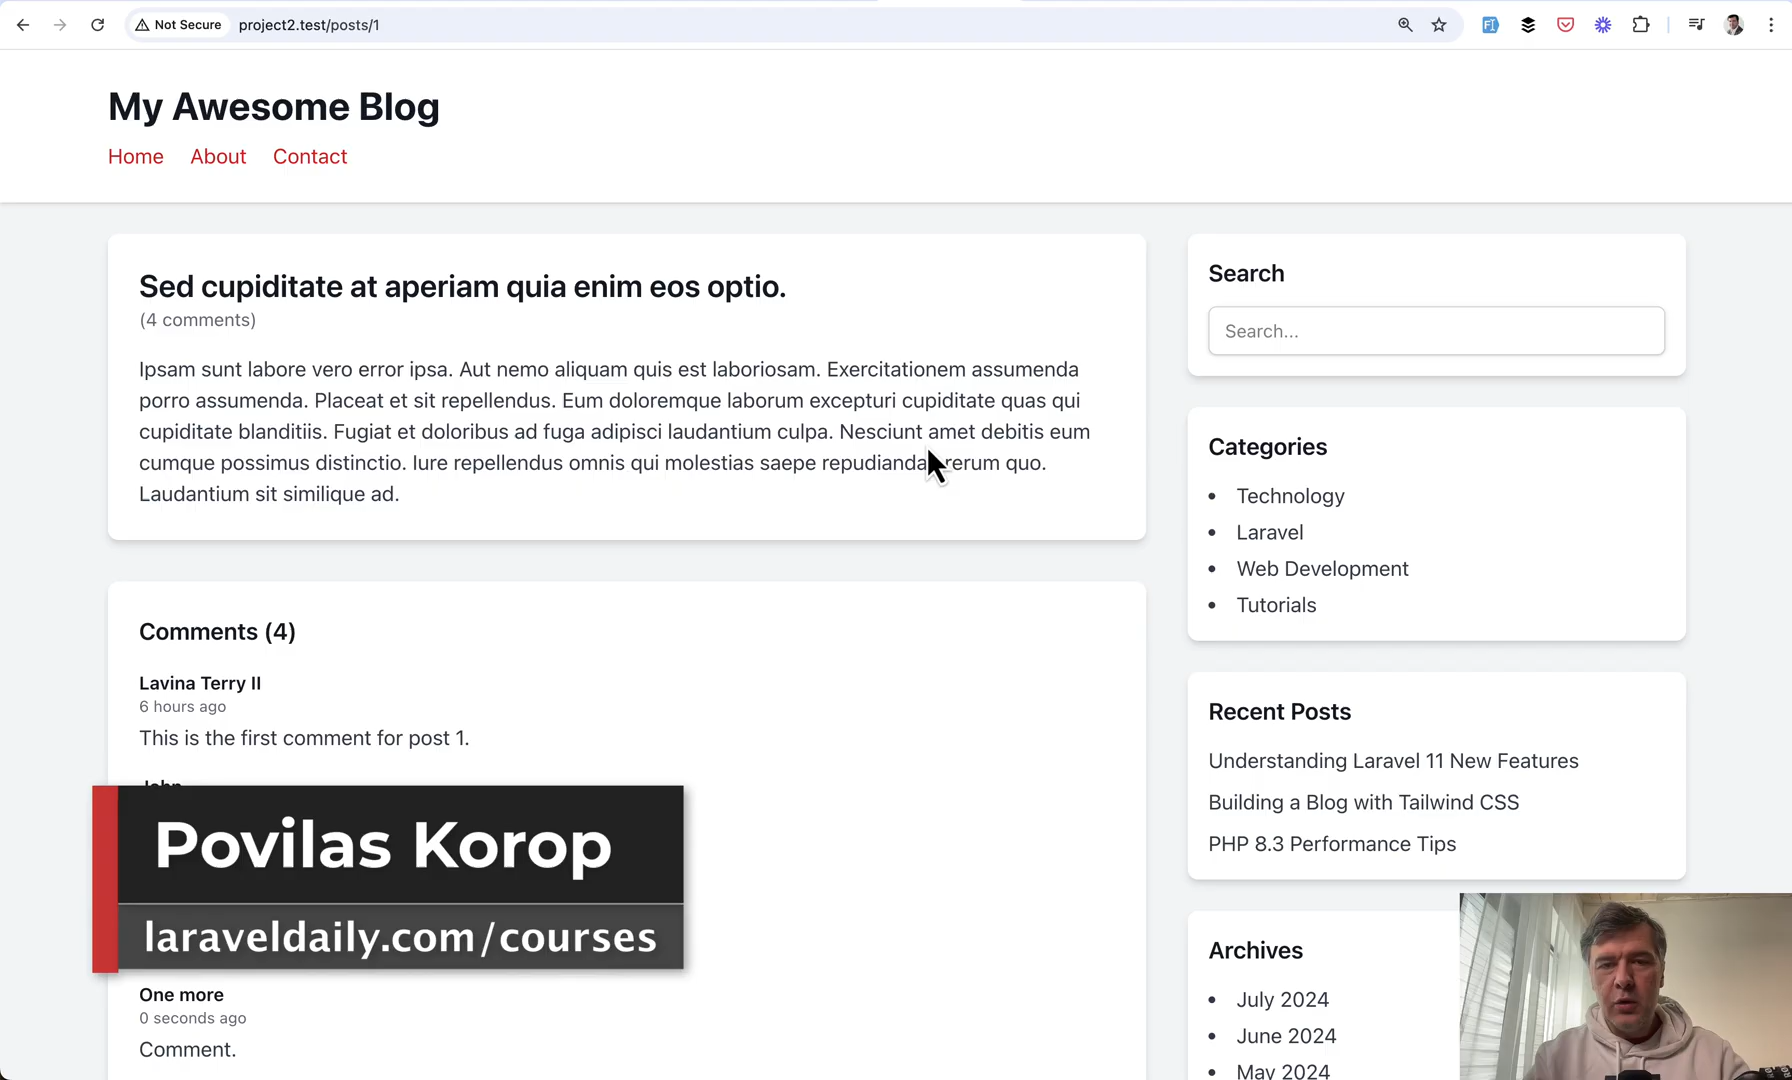 Not Secure
project2.test/posts/1
My Awesome Blog
Home About Contact
Sed cupiditate at aperiam quia enim eos optio.
(4 comments)
Ipsam sunt labore vero error ipsa. Aut nemo aliquam quis est laboriosam. Exercitationem assumenda
porro assumenda. Placeat et sit repellendus. Eum doloremque laborum excepturi cupiditate quas qui
cupiditate blanditiis. Fugiat et doloribus ad fuga adipisci laudantium culpa. Nesciunt amet debitis eum
cumque possimus distinctio. Iure repellendus omnis qui molestias saepe repudianda rerum quo.
Laudantium sit similique ad.
Comments (4)
Lavina Terry II
6 hours ago
This is the first comment for post 1.
John
Povilas Korop
laraveldaily.com/courses
One more
0 seconds ago
Comment.
Search
Search...
Categories
• Technology
• Laravel
• Web Development
• Tutorials
Recent Posts
Understanding Laravel 11 New Features
Building a Blog with Tailwind CSS
PHP 8.3 Performance Tips
Archives
• July 2024
• June 2024
• May 2024